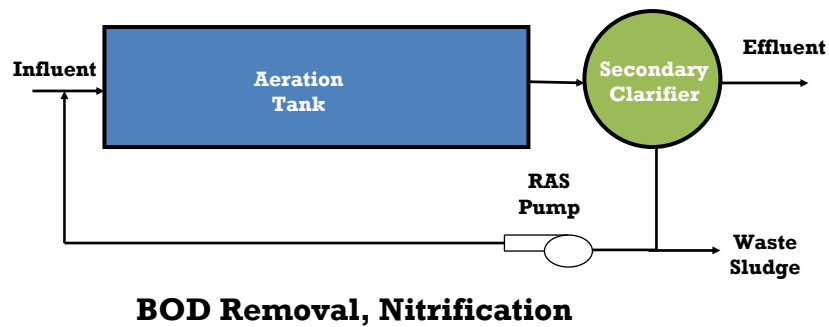 Influent
Aeration
Tank
Secondary
Clarifier
Effluent
RAS
Pump
Waste
Sludge
BOD Removal, Nitrification